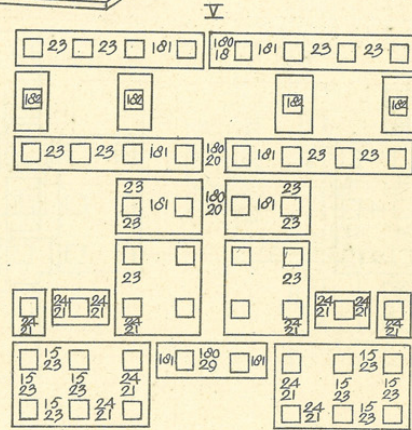 V
23 23 181 180 181 23 23
18
182 182 182 182
23 23 181 180 181 23 23
20
23 180 23
181 20 181
23 23
23 23
24 24 24 24 24 24 24 24
21 21 21 21 21 21 21 21
15 181 180 181 15
23 29 23
15 15 24 24 15 15
23 23 21 21 23 23
15 24 24 15
23 21 21 23